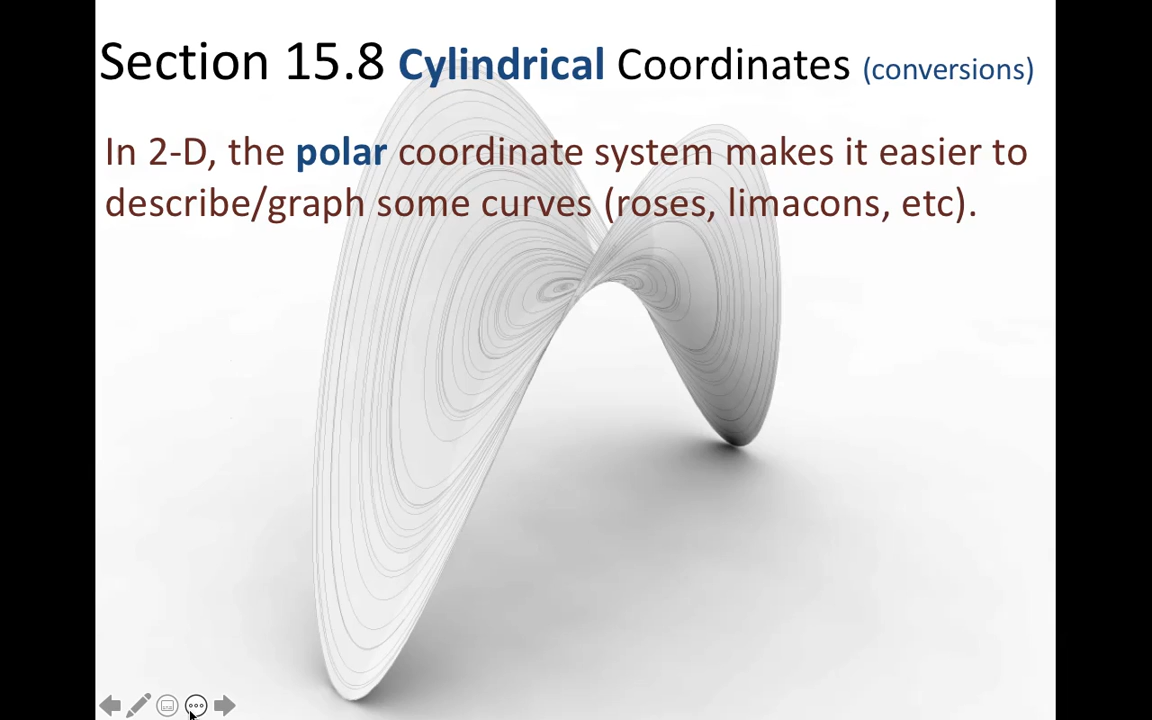 Section 15.8 Cylindrical Coordinates (conversions)
In 2-D, the polar coordinate system makes it easier to
describe/graph some curves (roses, limacons, etc).